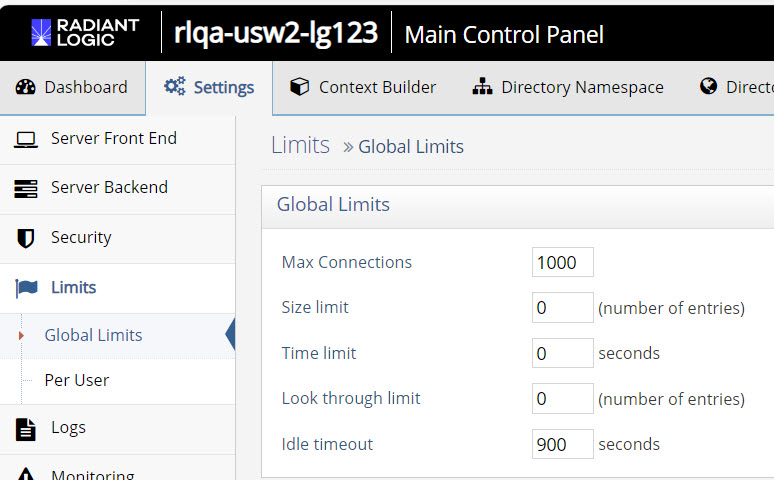 RADIANT LOGIC rlqa-usw2-lg123 Main Control Panel
Dashboard Settings Context Builder Directory Namespace
Server Front End
Server Backend
Security
Limits
Global Limits
Per User
Logs
Monitoring
Limits » Global Limits
Global Limits
Max Connections 1000
Size limit 0 (number of entries)
Time limit 0 seconds
Look through limit 0 (number of entries)
Idle timeout 900 seconds